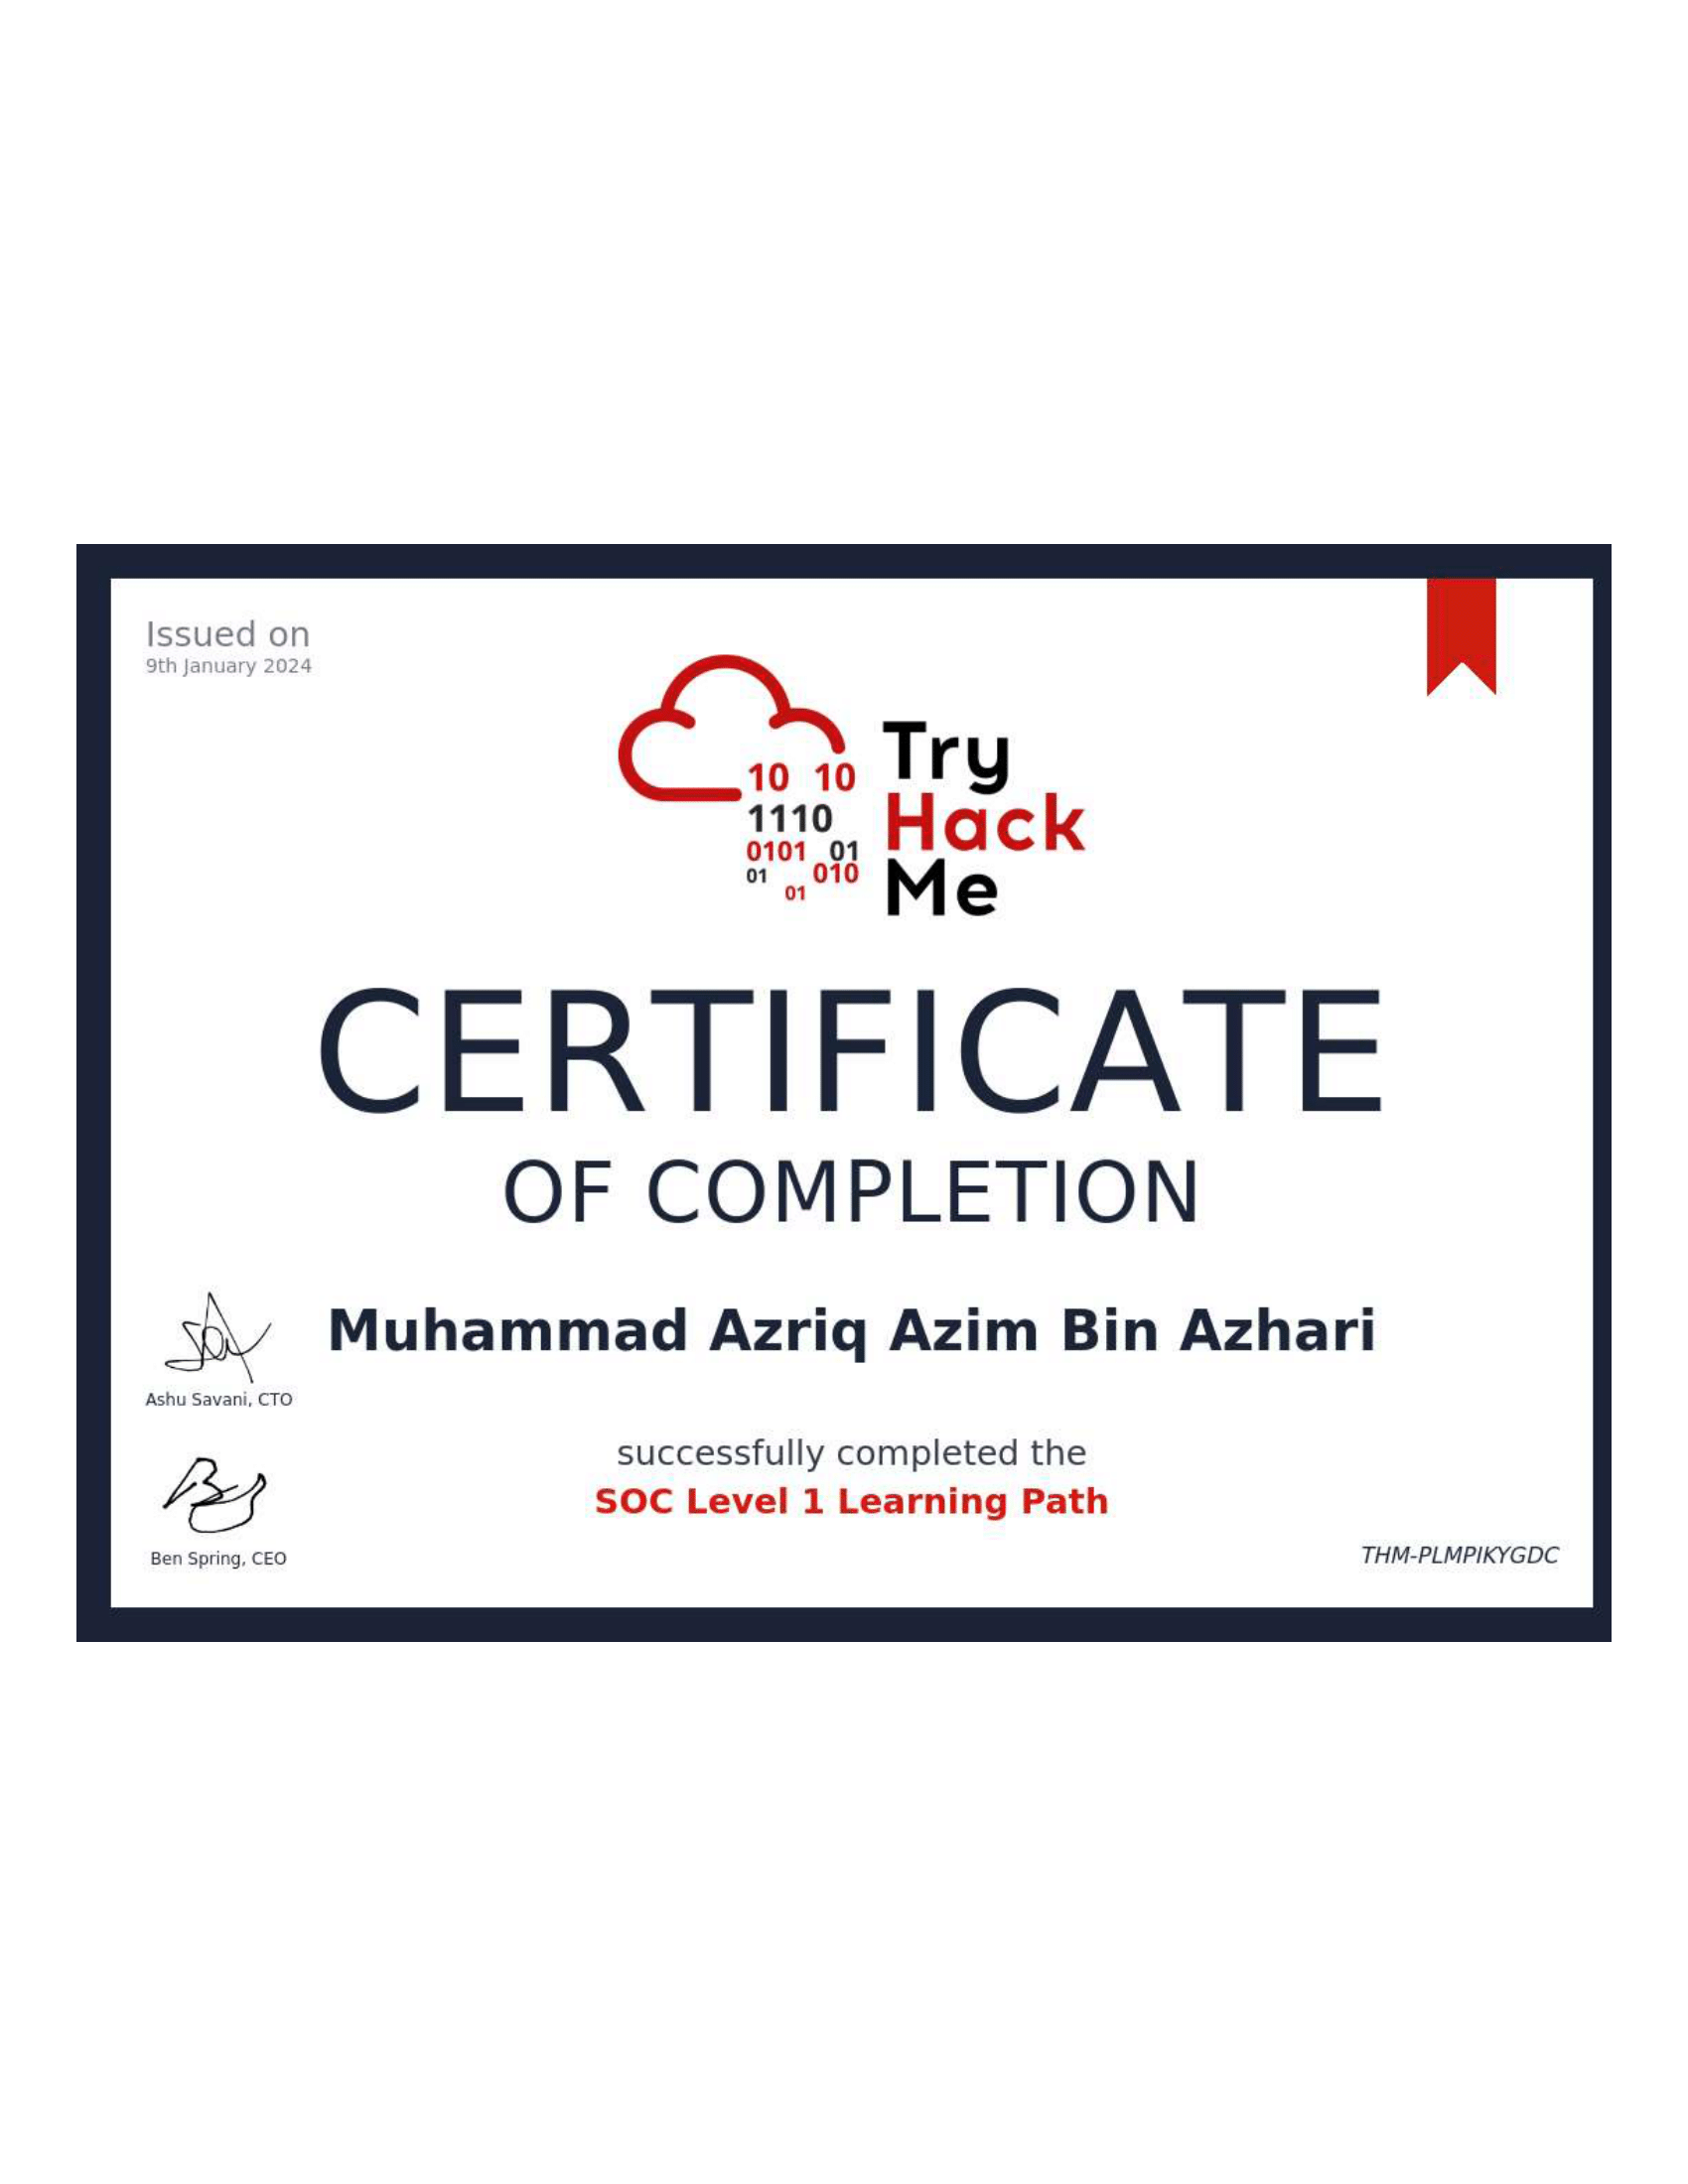 Issued on
9th January 2024
10 10
1110
0101 01
01 010
01
Try
Hack
Me
CERTIFICATE
OF COMPLETION
Muhammad Azriq Azim Bin Azhari
Ashu Savani, CTO
successfully completed the
SOC Level 1 Learning Path
Ben Spring, CEO
THM-PLMPIKYGDC